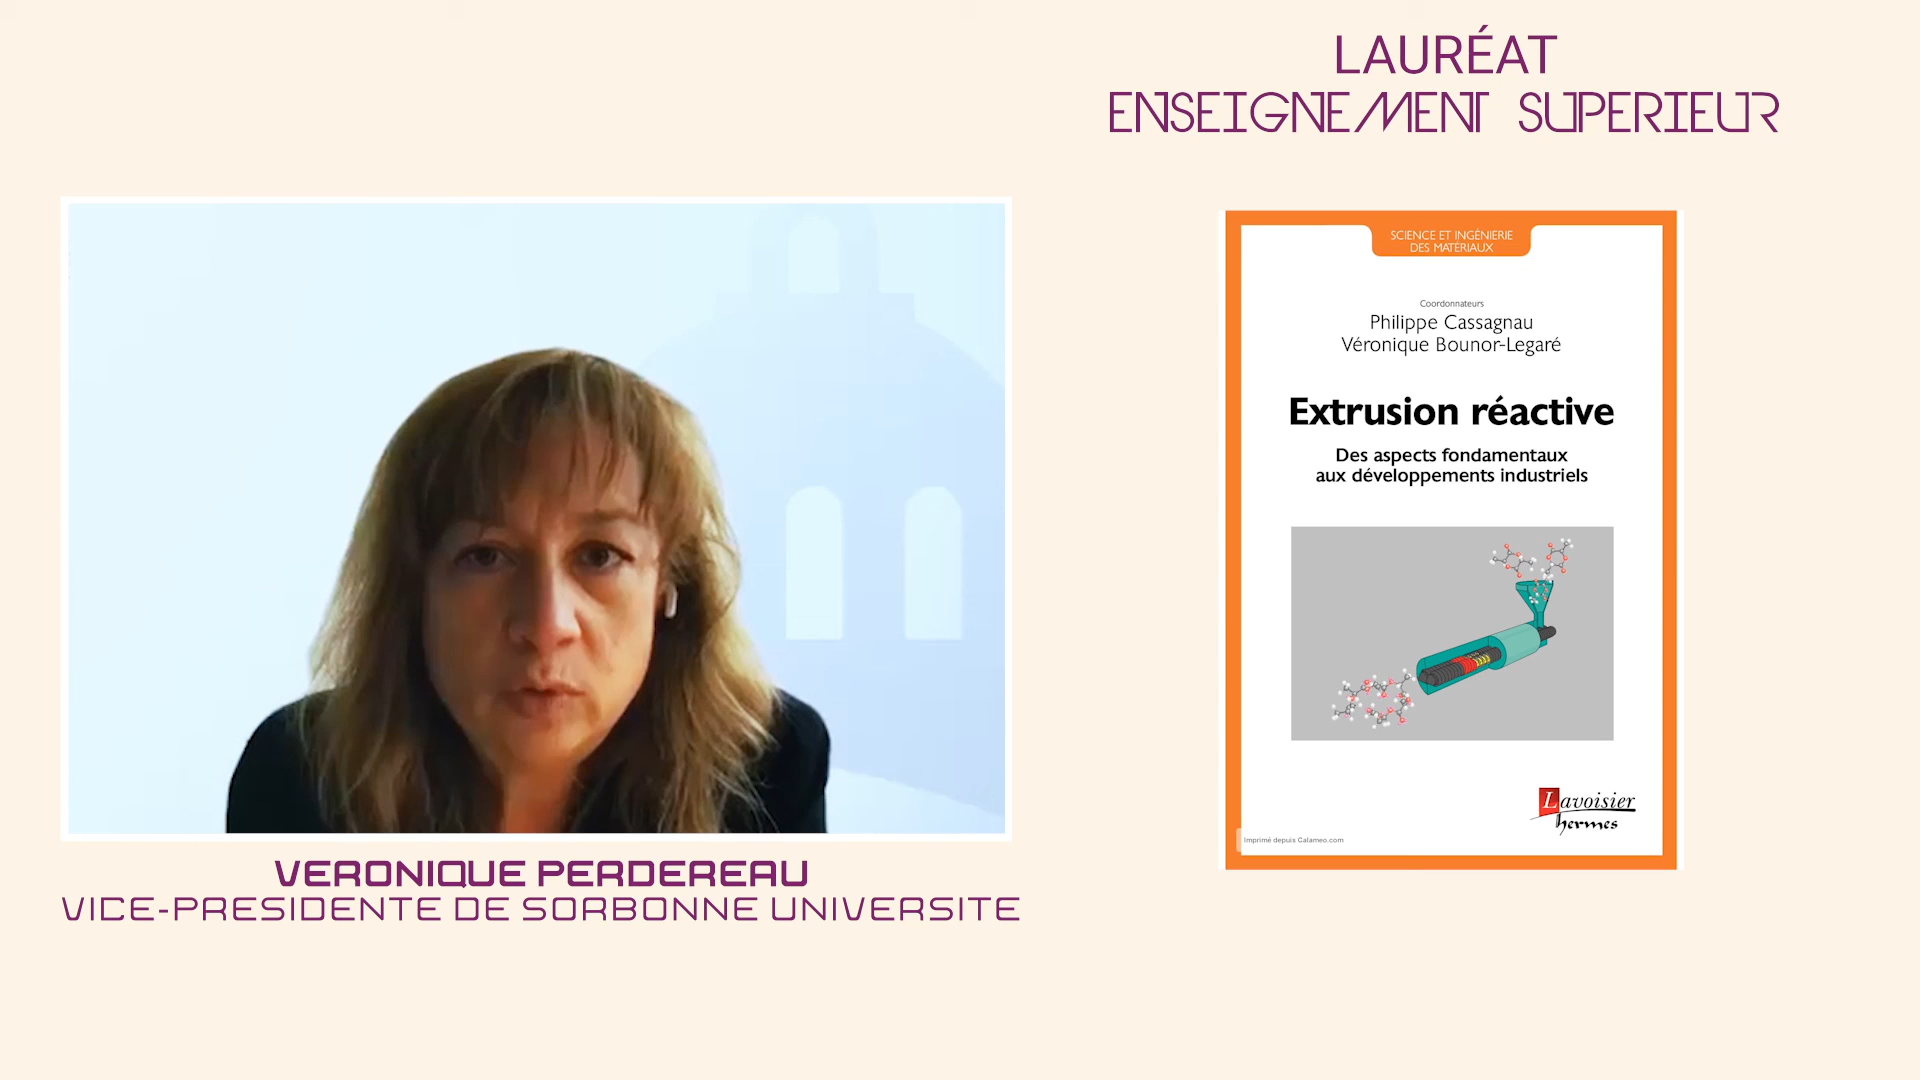 LAURÉAT
ENSEIGNEMENT SUPERIEUR
SCIENCE ET INGÉNIERIE
DES MATÉRIAUX
Coordonnateurs
Philippe Cassagnau
Véronique Bounor-Legaré
Extrusion réactive
Des aspects fondamentaux
aux développements industriels
Lavoisier
hermes
Imprimé depuis Calameo.com
VERONIQUE PERDEREAU
VICE-PRESIDENTE DE SORBONNE UNIVERSITE